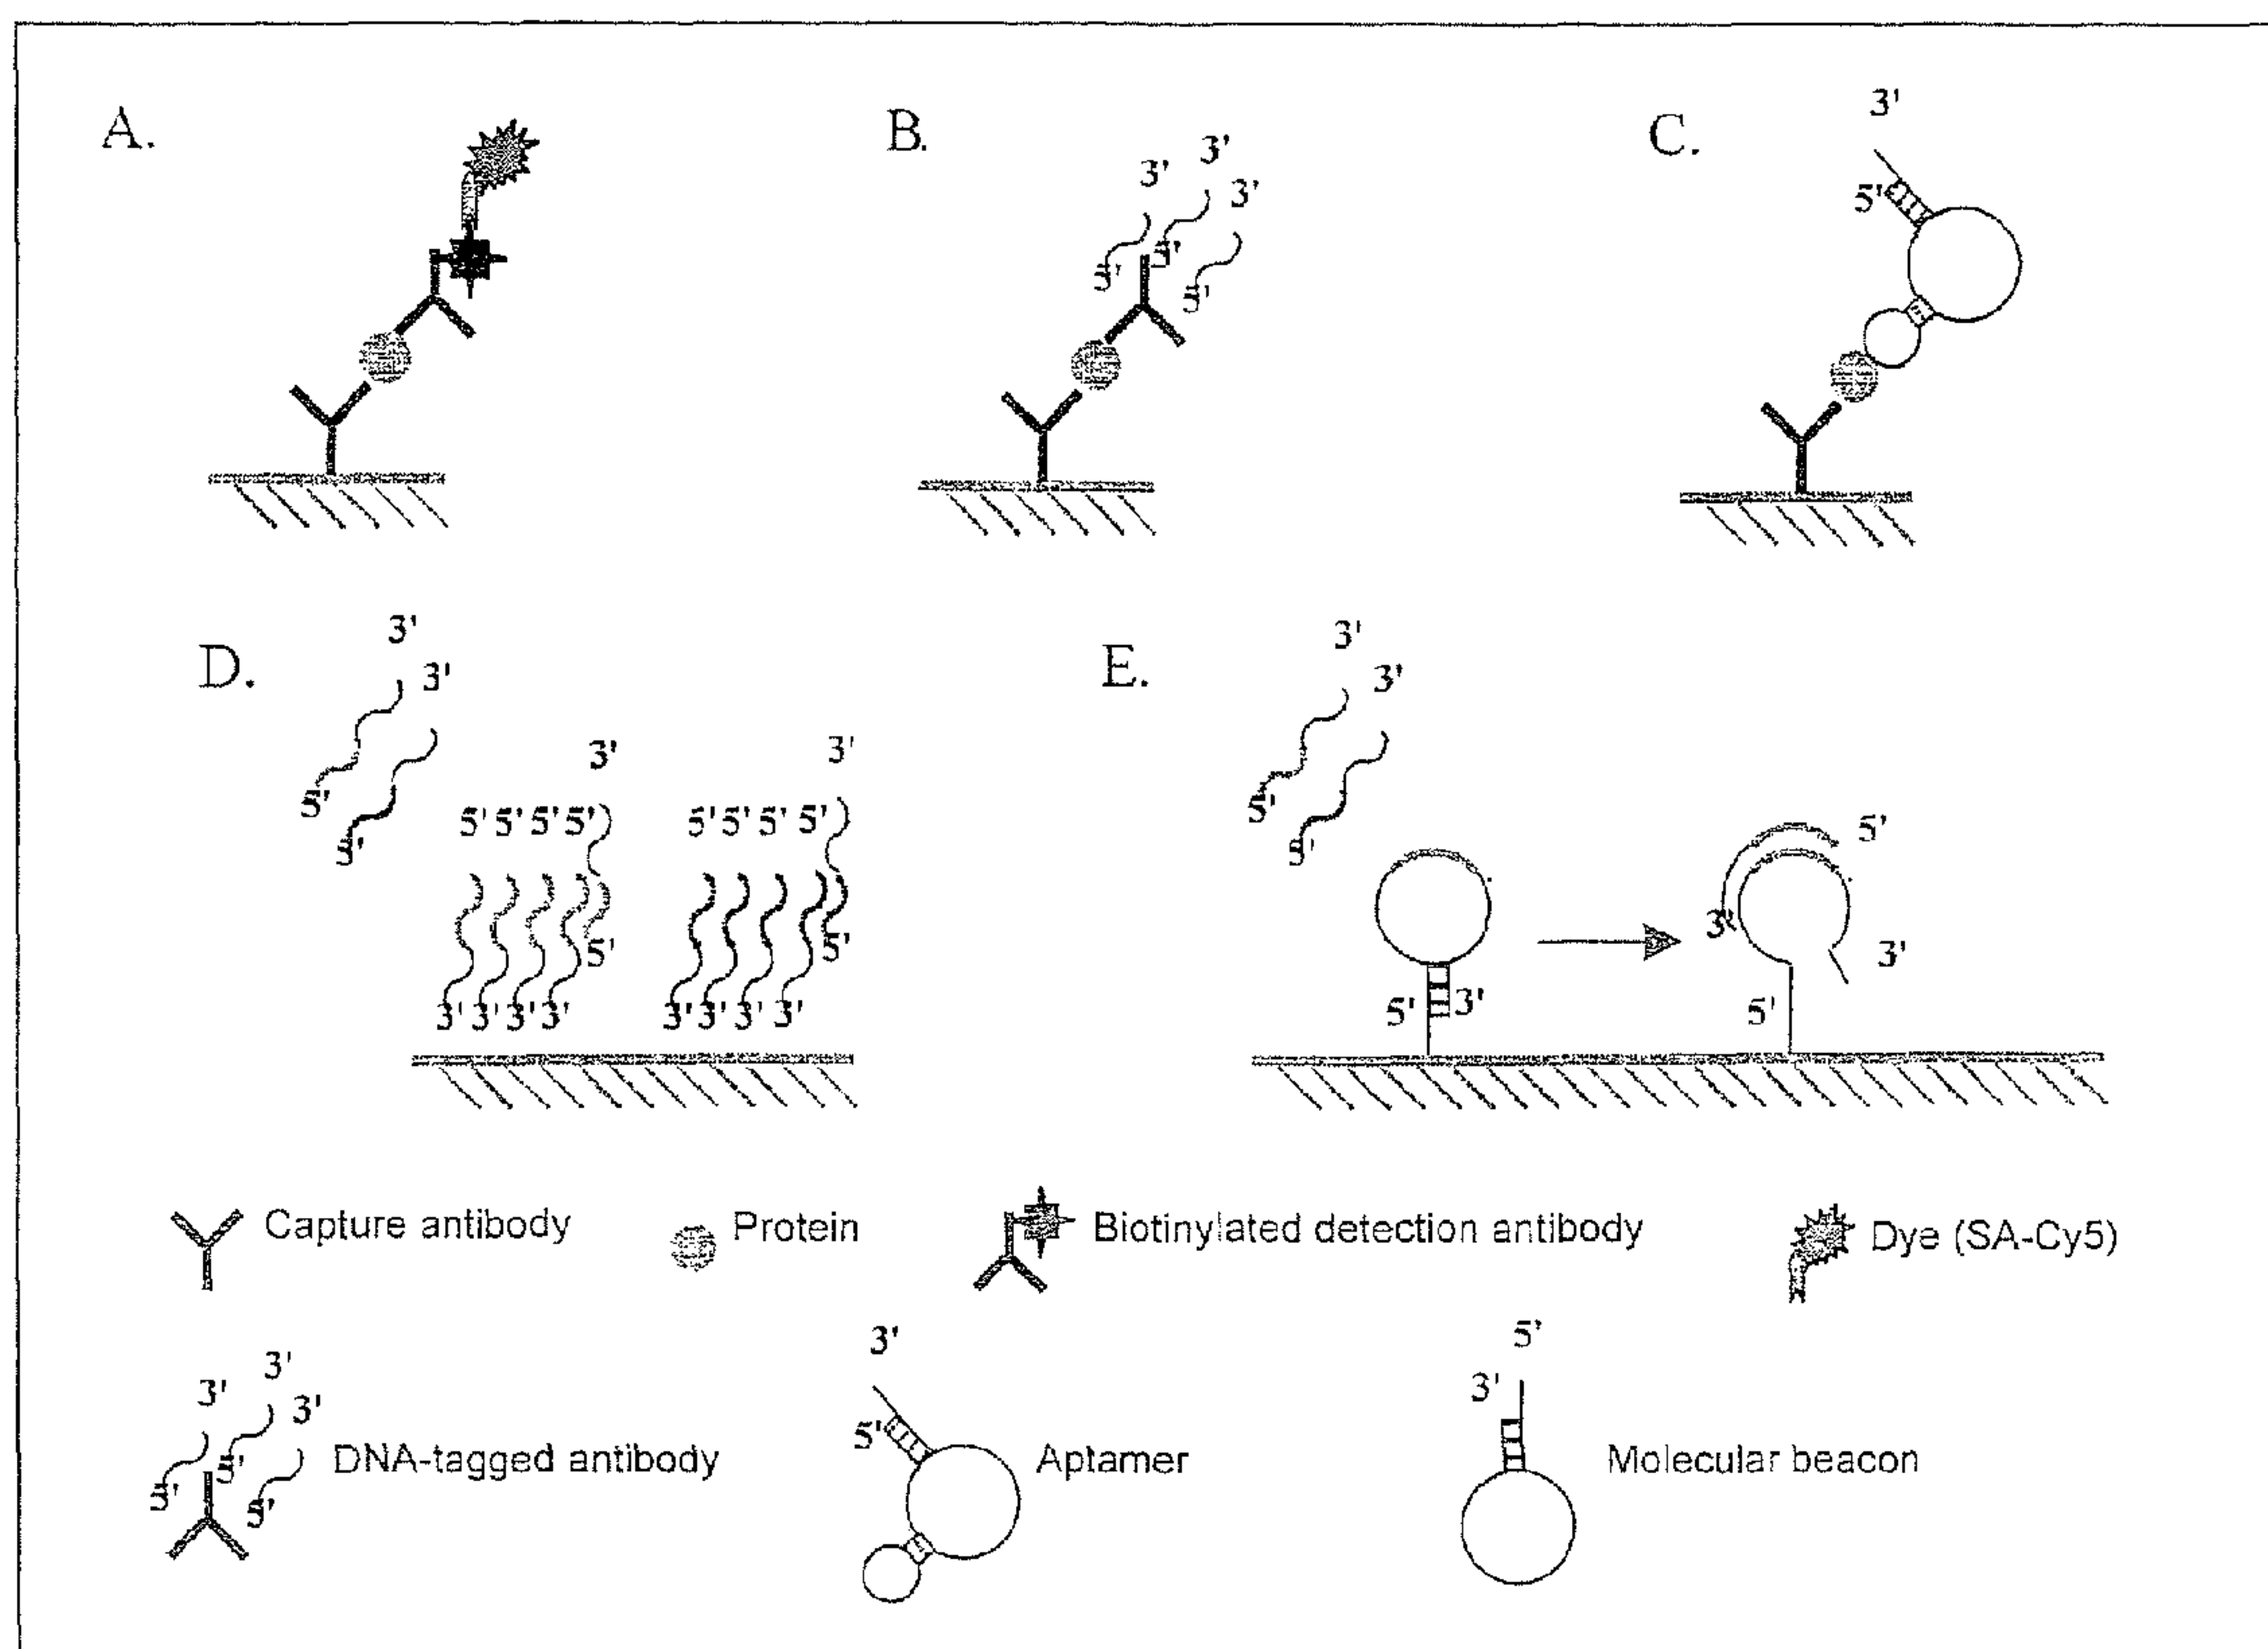 A.
B.
C.
3'
5'
3'
3'
3'
5'
5'
5'
D.
E.
3'
3'
5'
5'
3'
3'
5' 5' 5' 5'
5' 5' 5' 5'
5'
5'
3' 3' 3' 3'
3' 3' 3' 3'
3'
3'
5'
5'
5'
3'
3'
5'
3'
5'
Capture antibody
Protein
Biotinylated detection antibody
Dye (SA-Cy5)
3'
3'
3'
5'
5'
5'
DNA-tagged antibody
3'
5'
Aptamer
5'
3'
Molecular beacon